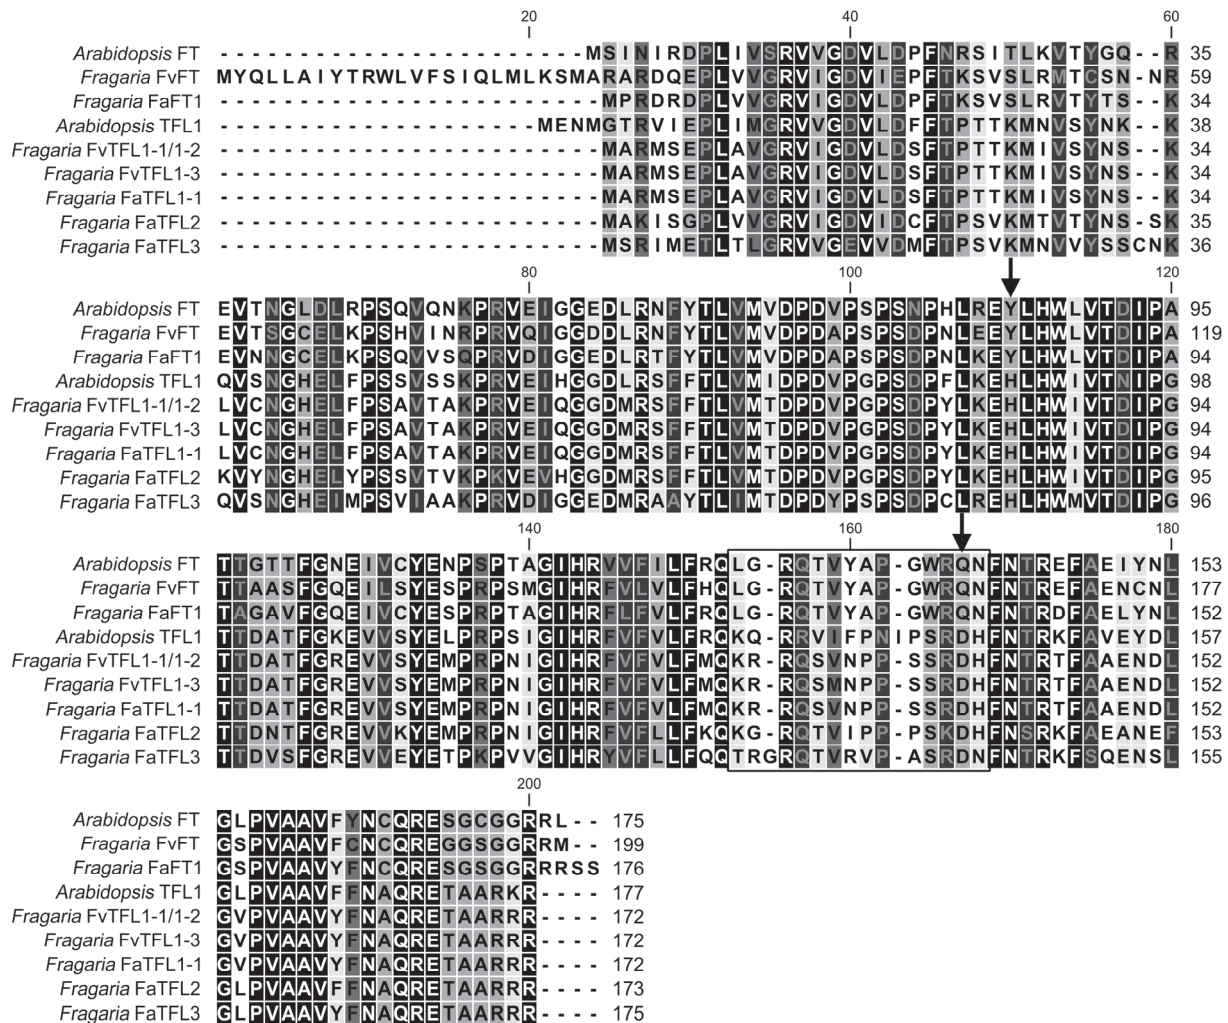 20 40 60
Arabidopsis FT -----------------------MSINIRDPLIVSRVVGDVLDPFNRSITLKVTYGQ--R 35
Fragaria FvFT MYQLLAIYTRWLVFSIQLMLKSMARARDQEPLVVGRVIGDVIEPFTKSVSLRMTCSN-NR 59
Fragaria FaFT1 ------------------------MPRDRDPLVVGRVIGDVLDPFTKSVSLRVTYTS--K 34
Arabidopsis TFL1 --------------------MENMGTRVIEPLIMGRVVGDVLDFFTPTTKMNVSYNK--K 38
Fragaria FvTFL1-1/1-2 ------------------------MARMSEPLAVGRVIGDVLDSFTPTTKMIVSYNS--K 34
Fragaria FvTFL1-3 ------------------------MARMSEPLAVGRVIGDVLDSFTPTTKMIVSYNS--K 34
Fragaria FaTFL1-1 ------------------------MARMSEPLAVGRVIGDVLDSFTPTTKMIVSYNS--K 34
Fragaria FaTFL2 ------------------------MAKISGPLVVGRVIGDVIDCFTPSVKMTVTYNS-SK 35
Fragaria FaTFL3 ------------------------MSRIMETLTLGRVVGEVVDMFTPSVKMNVVYSSCNK 36
80 100 120
Arabidopsis FT EVTNGLDLRPSQVQNKPRVEIGGEDLRNFYTLVMVDPDVPSPSNPHLREYLHWLVTDIPA 95
Fragaria FvFT EVTSGCELKPSHVINRPRVQIGGDDLRNFYTLVMVDPDAPSPSDPNLEEYLHWLVTDIPA 119
Fragaria FaFT1 EVNNGCELKPSQVVSQPRVDIGGEDLRTFYTLVMVDPDAPSPSDPNLKEYLHWLVTDIPA 94
Arabidopsis TFL1 QVSNGHELFPSSVSSKPRVEIHGGDLRSFFTLVMIDPDVPGPSDPFLKEHLHWIVTNIPG 98
Fragaria FvTFL1-1/1-2 LVCNGHELFPSAVTAKPRVEIQGGDMRSFFTLVMTDPDVPGPSDPYLKEHLHWIVTDIPG 94
Fragaria FvTFL1-3 LVCNGHELFPSAVTAKPRVEIQGGDMRSFFTLVMTDPDVPGPSDPYLKEHLHWIVTDIPG 94
Fragaria FaTFL1-1 LVCNGHELFPSAVTAKPRVEIQGGDMRSFFTLVMTDPDVPGPSDPYLKEHLHWIVTDIPG 94
Fragaria FaTFL2 KVYNGHELYPSSVTVKPKVEVHGGDMRSFFTLVMTDPDVPGPSDPYLKEHLHWIVTDIPG 95
Fragaria FaTFL3 QVSNGHEIMPSVIAAKPRVDIGGEDMRAAYTLIMTDPDYPSPSDPCLREHLHWMVTDIPG 96
140 160 180
Arabidopsis FT TTGTTFGNEIVCYENPSPTAGIHRVVFILFRQLG-RQTVYAP-GWRQNFNTREFAEIYNL 153
Fragaria FvFT TTAASFGQEILSYESPRPSMGIHRFVLVLFHQLG-RQTVYAP-GWRQNFNTREFAENCNL 177
Fragaria FaFT1 TAGAVFGQEIVCYESPRPTAGIHRFLFVLFRQLG-RQTVYAP-GWRQNFNTRDFAELYNL 152
Arabidopsis TFL1 TTDATFGKEVVSYELPRPSIGIHRFVFVLFRQKQ-RRVIFPNIPSRDHFNTRKFAVEYDL 157
Fragaria FvTFL1-1/1-2 TTDATFGREVVSYEMPRPNIGIHRFVFVLFMQKR-RQSVNPP-SSRDHFNTRTFAAENDL 152
Fragaria FvTFL1-3 TTDATFGREVVSYEMPRPNIGIHRFVFVLFMQKR-RQSMNPP-SSRDHFNTRTFAAENDL 152
Fragaria FaTFL1-1 TTDATFGREVVSYEMPRPNIGIHRFVFVLFMQKR-RQSVNPP-SSRDHFNTRTFAAENDL 152
Fragaria FaTFL2 TTDNTFGREVVKYEMPRPNIGIHRFVFLLFKQKG-RQTVIPP-PSKDHFNSRKFAEANEF 153
Fragaria FaTFL3 TTDVSFGREVVEYETPKPVVGIHRYVFLLFQQTRGRQTVRVP-ASRDNFNTRKFSQENSL 155
200
Arabidopsis FT GLPVAAVFYNCQRESGCGGRRL-- 175
Fragaria FvFT GSPVAAVFCNCQREGGSGGRRM-- 199
Fragaria FaFT1 GSPVAAVYFNCQRESGSGGRRRSS 176
Arabidopsis TFL1 GLPVAAVFFNAQRETAARKR---- 177
Fragaria FvTFL1-1/1-2 GVPVAAVYFNAQRETAARRR---- 172
Fragaria FvTFL1-3 GVPVAAVYFNAQRETAARRR---- 172
Fragaria FaTFL1-1 GVPVAAVYFNAQRETAARRR---- 172
Fragaria FaTFL2 GLPVAAVFFNAQRETAARRR---- 173
Fragaria FaTFL3 GLPVAAVYFNAQRETAARRR---- 175